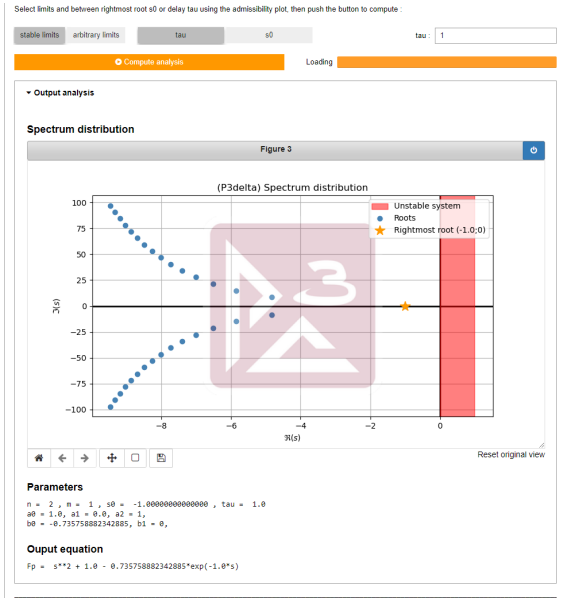 Select limits and between rightmost root s0 or delay tau using the admissibility plot, then push the button to compute :
stable limits arbitrary limits tau s0 tau : 1
Compute analysis Loading
Output analysis
Spectrum distribution
Figure 3
(P3delta) Spectrum distribution
Unstable system
Roots
Rightmost root (-1.0;0)
100
75
50
25
0
−25
−50
−75
−100
ℑ(s)
3
−8 −6 −4 −2 0
ℜ(s)
Reset original view
Parameters
n = 2 , m = 1 , s0 = -1.00000000000000 , tau = 1.0
a0 = 1.0, a1 = 0.0, a2 = 1,
b0 = -0.735758882342885, b1 = 0,
Ouput equation
Fp = s**2 + 1.0 - 0.735758882342885*exp(-1.0*s)